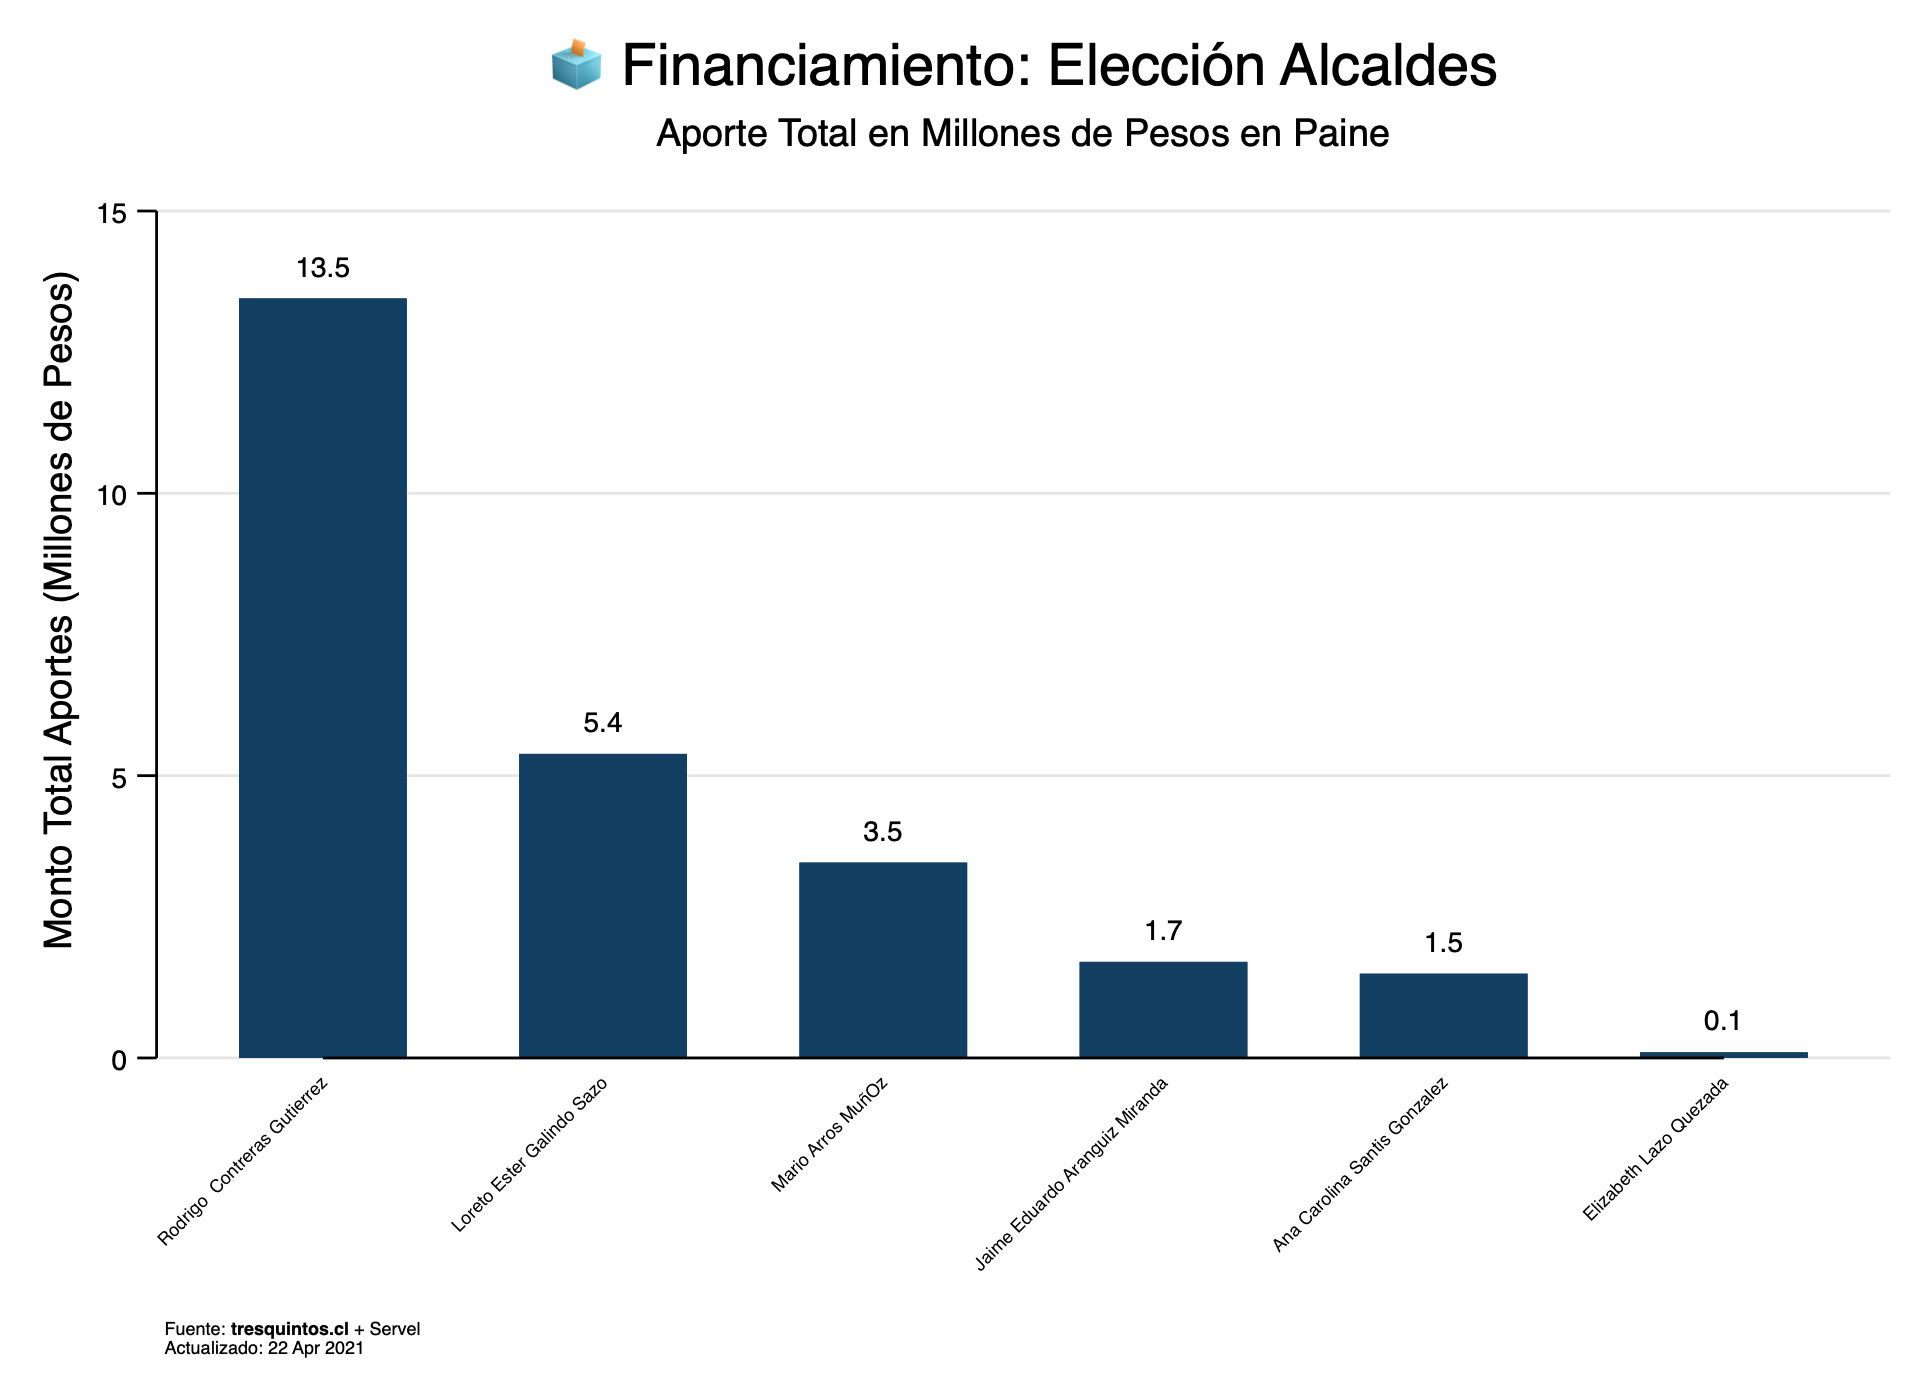 Financiamiento: Elección Alcaldes
Aporte Total en Millones de Pesos en Paine
Monto Total Aportes (Millones de Pesos)
15
10
5
0
13.5
5.4
3.5
1.7
1.5
0.1
Rodrigo  Contreras Gutierrez
Loreto Ester Galindo Sazo
Mario Arros MuñOz
Jaime Eduardo Aranguiz Miranda
Ana Carolina Santis Gonzalez
Elizabeth Lazo Quezada
Fuente: tresquintos.cl + Servel
Actualizado: 22 Apr 2021